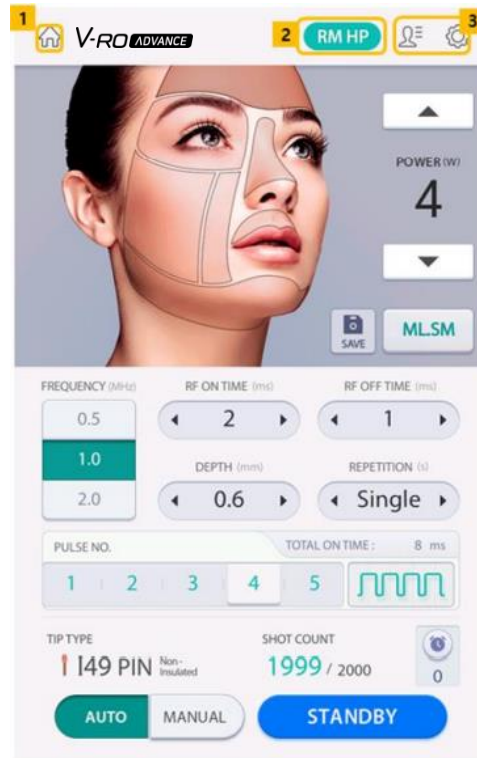 1
V-RO ADVANCE
2
RM HP
3
POWER (W)
4
SAVE
ML.SM
FREQUENCY (MHz)
0.5
1.0
2.0
RF ON TIME (ms)
2
RF OFF TIME (ms)
1
DEPTH (mm)
0.6
REPETITION (s)
Single
PULSE NO.
TOTAL ON TIME : 8 ms
1 2 3 4 5
TIP TYPE
I49 PIN Non-Insulated
SHOT COUNT
1999 / 2000
0
AUTO MANUAL
STANDBY